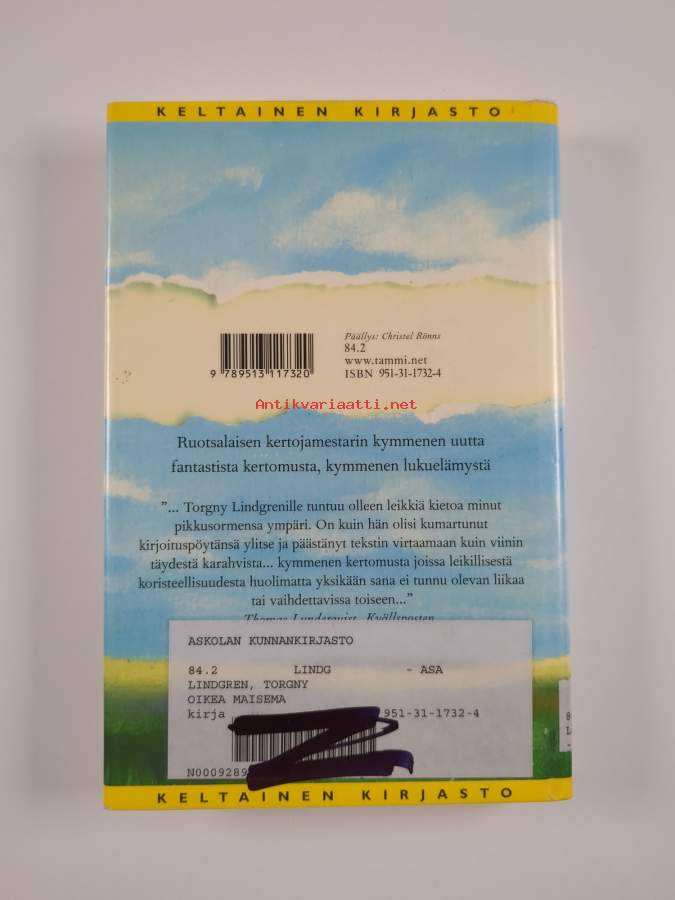 KELTAINEN KIRJASTO
Päällys: Christel Rönns
84.2
www.tammi.net
ISBN 951-31-1732-4
9 789513 117320
Antikvariaatti.net
Ruotsalaisen kertojamestarin kymmenen uutta
fantastista kertomusta, kymmenen lukuelämystä
"... Torgny Lindgrenille tuntuu olleen leikkiä kietoa minut
pikkusormensa ympäri. On kuin hän olisi kumartunut
kirjoituspöytänsä ylitse ja päästänyt tekstin virtaamaan kuin viinin
täydestä karahvista... kymmenen kertomusta joissa leikillisestä
koristeellisuudesta huolimatta yksikään sana ei tunnu olevan liikaa
tai vaihdettavissa toiseen..."
ASKOLAN KUNNANKIRJASTO
84.2 LINDG - ASA
LINDGREN, TORGNY
OIKEA MAISEMA
kirja 951-31-1732-4
N0009289
KELTAINEN KIRJASTO